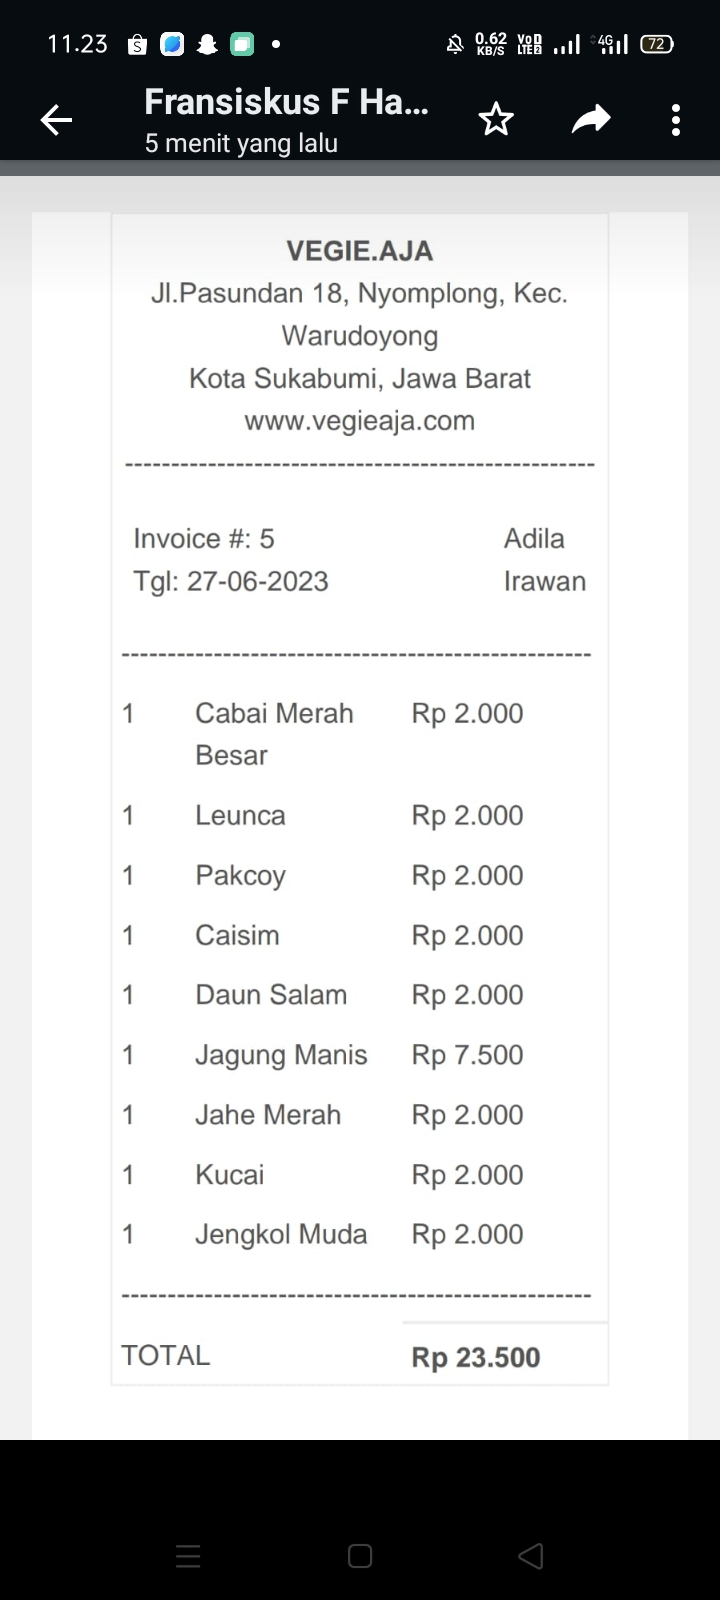 11.23 0.62 KB/S VoD LTE2 4G 72
Fransiskus F Ha...
5 menit yang lalu
VEGIE.AJA
Jl.Pasundan 18, Nyomplong, Kec.
Warudoyong
Kota Sukabumi, Jawa Barat
www.vegieaja.com
Invoice #: 5 Adila
Tgl: 27-06-2023 Irawan
1 Cabai Merah Rp 2.000
Besar
1 Leunca Rp 2.000
1 Pakcoy Rp 2.000
1 Caisim Rp 2.000
1 Daun Salam Rp 2.000
1 Jagung Manis Rp 7.500
1 Jahe Merah Rp 2.000
1 Kucai Rp 2.000
1 Jengkol Muda Rp 2.000
TOTAL Rp 23.500